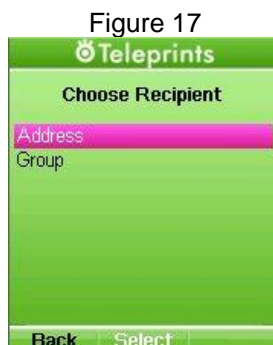 Figure 17
Teleprints
Choose Recipient
Address
Group
Back Select